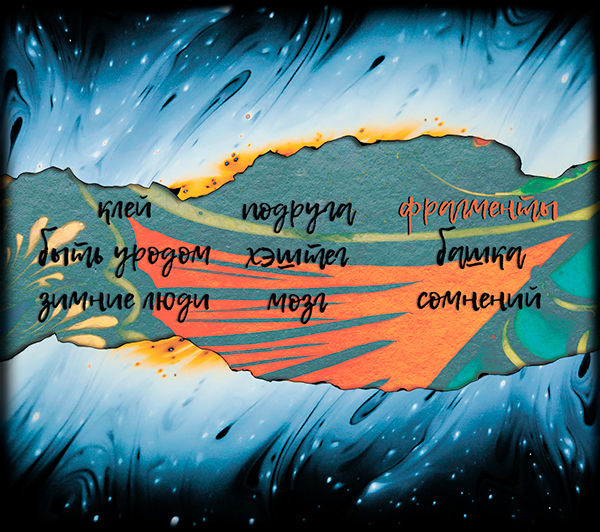 клей подруга фрагменты
быть уродом хэштег башка
зимние люди мозг сомнений